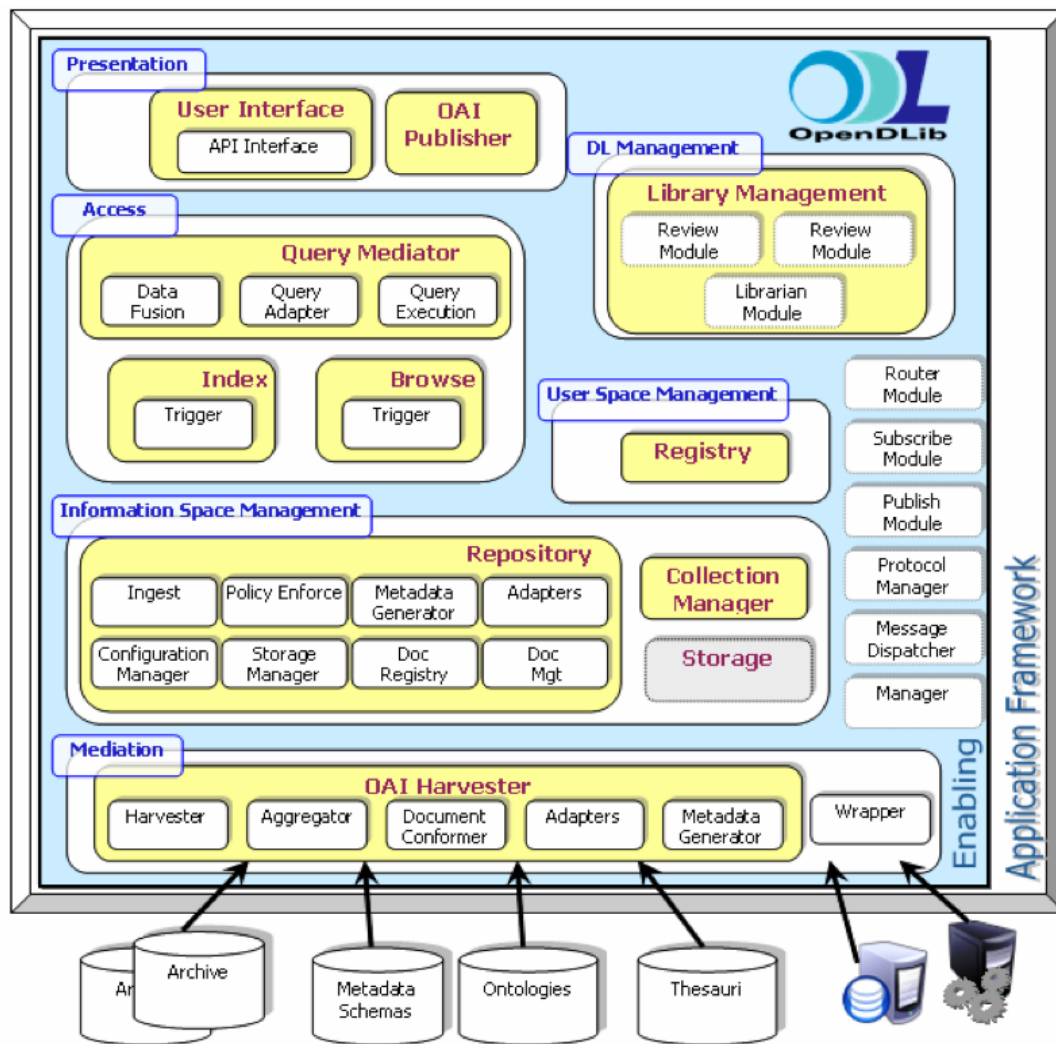 Presentation
User Interface
API Interface
OAI
Publisher
OpenDLib
DL Management
Library Management
Review
Module
Review
Module
Librarian
Module
Access
Query Mediator
Data
Fusion
Query
Adapter
Query
Execution
Index
Trigger
Browse
Trigger
User Space Management
Registry
Router
Module
Subscribe
Module
Publish
Module
Protocol
Manager
Message
Dispatcher
Manager
Information Space Management
Repository
Ingest
Policy Enforce
Metadata
Generator
Adapters
Configuration
Manager
Storage
Manager
Doc
Registry
Doc
Mgt
Collection
Manager
Storage
Mediation
OAI Harvester
Harvester
Aggregator
Document
Conformer
Adapters
Metadata
Generator
Wrapper
Enabling
Application Framework
Ar
Archive
Metadata
Schemas
Ontologies
Thesauri